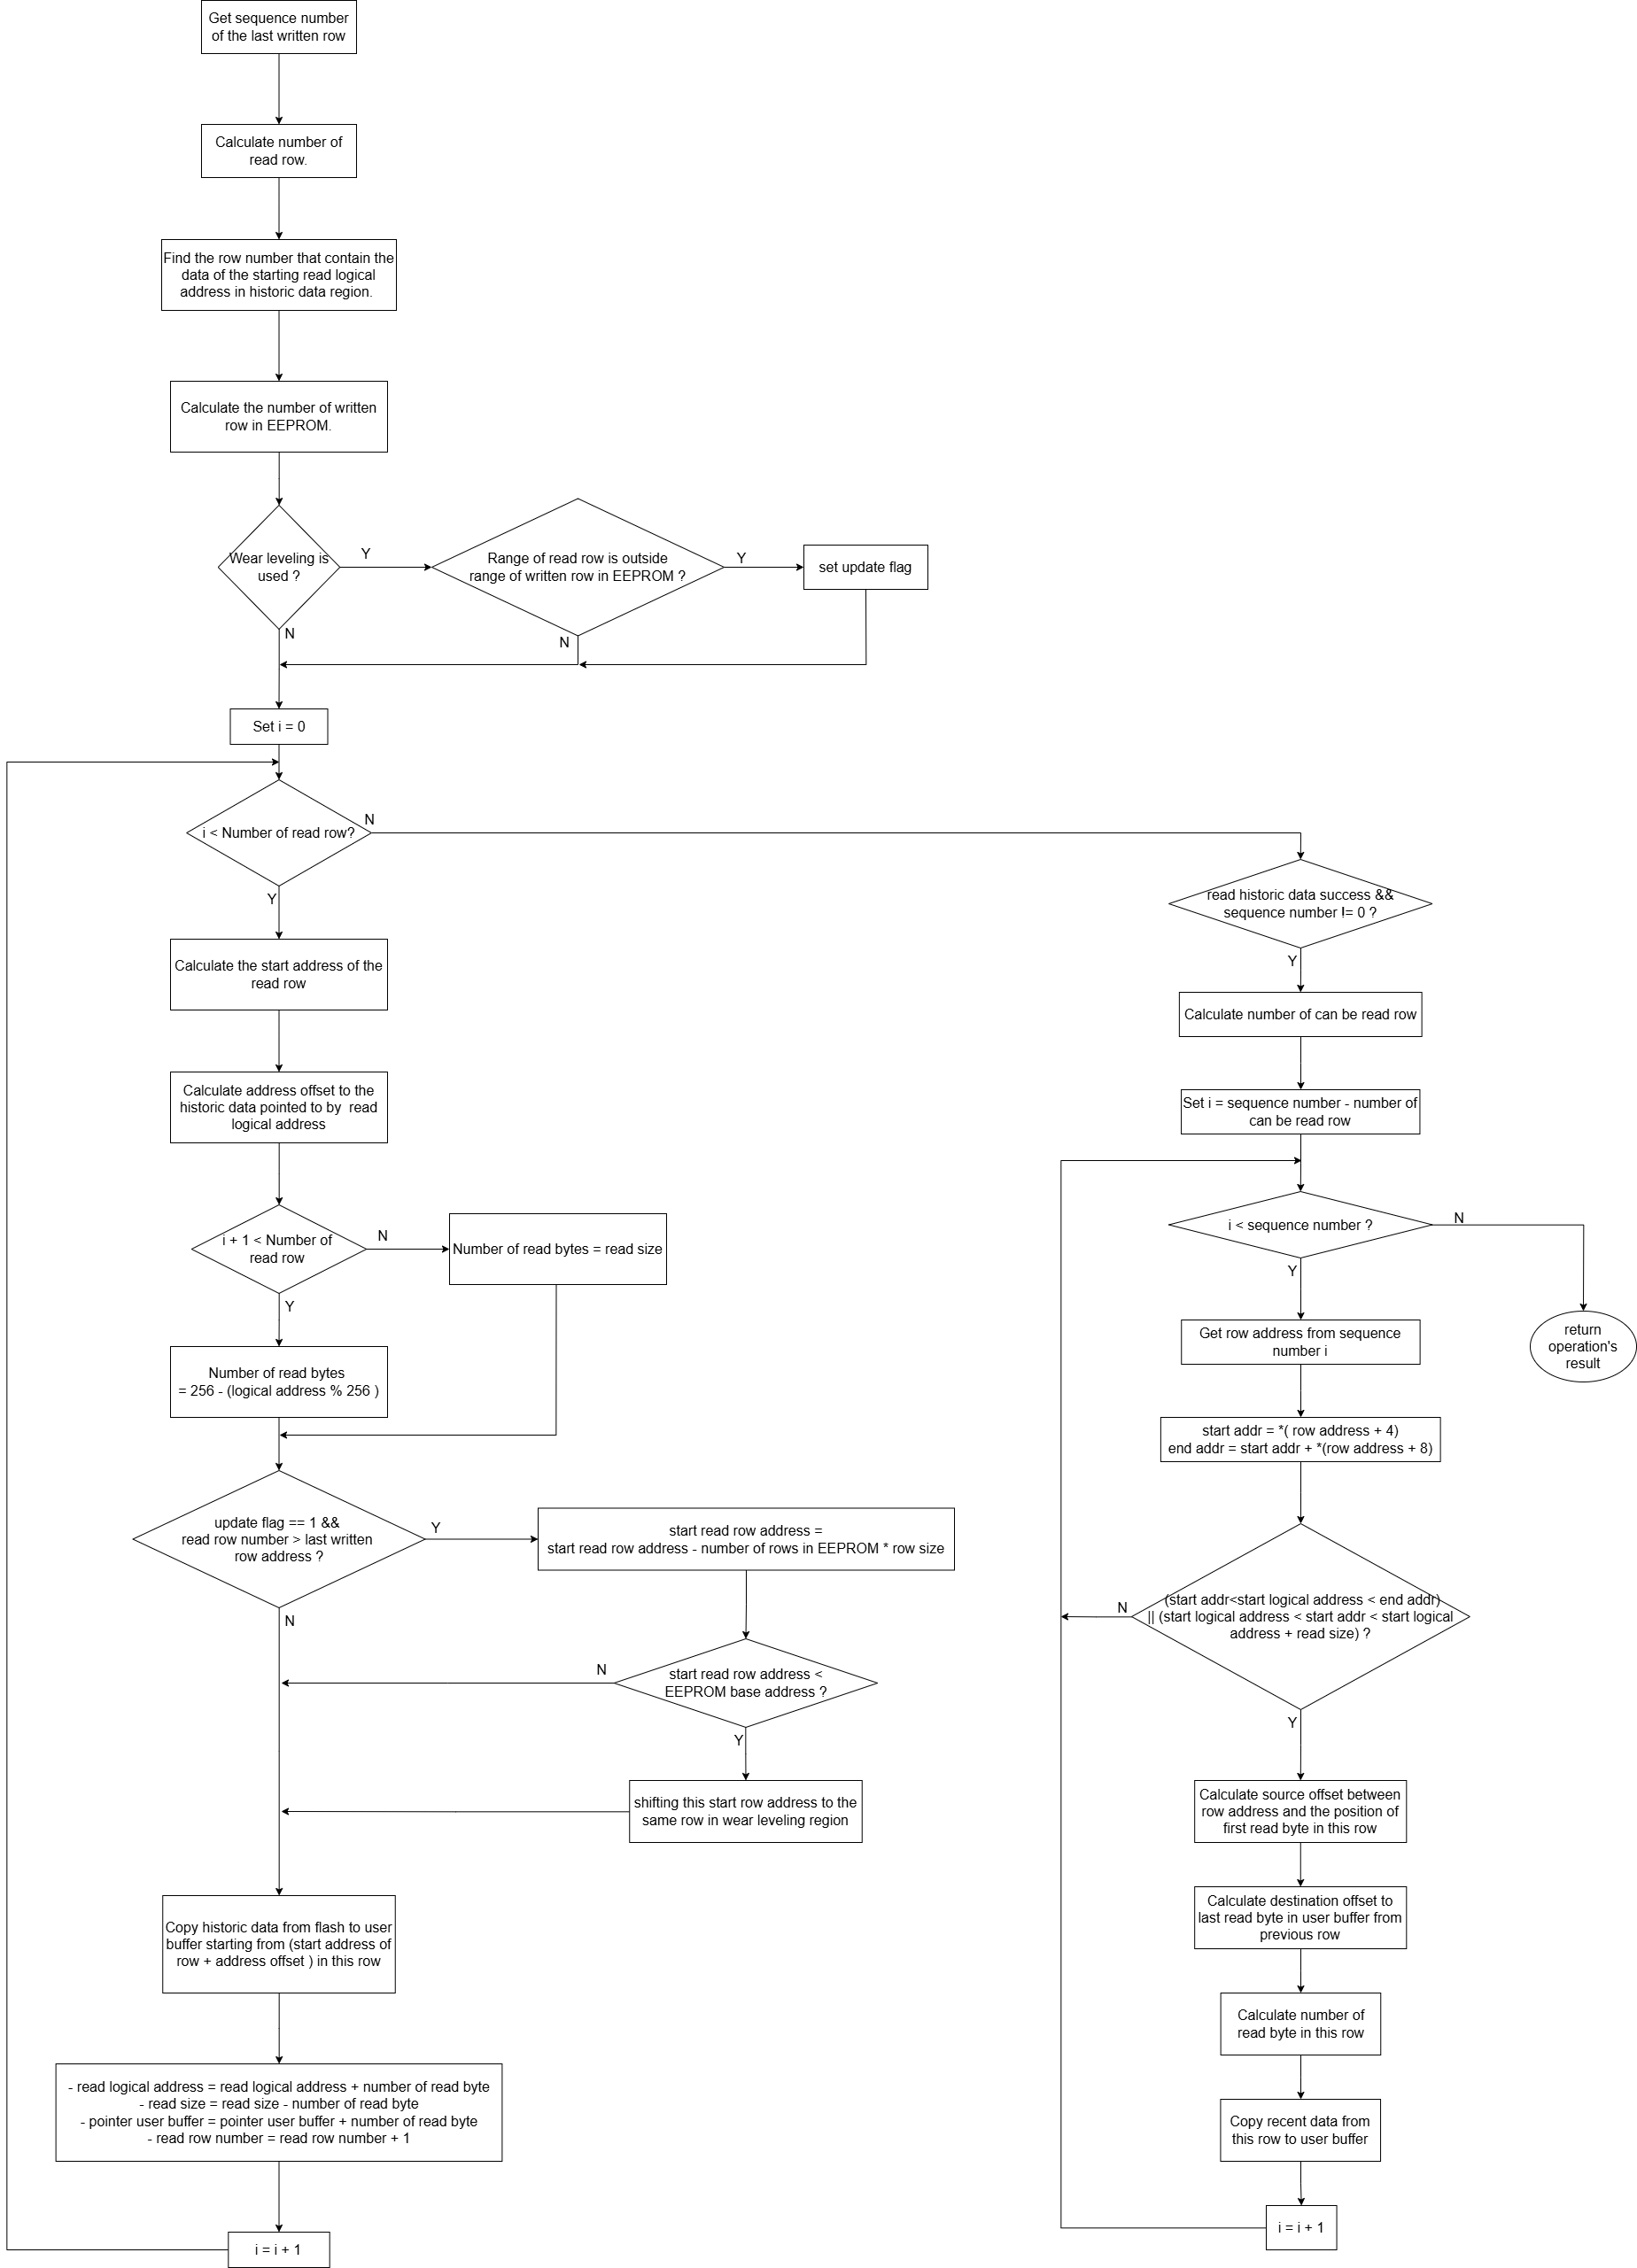 Get sequence number
of the last written row
Calculate number of
read row.
Find the row number that contain the
data of the starting read logical
address in historic data region.
Calculate the number of written
row in EEPROM.
Wear leveling is
used ?
Y
Range of read row is outside
range of written row in EEPROM ?
Y
set update flag
N
N
Set i = 0
i < Number of read row?
N
Y
Calculate the start address of the
read row
Calculate address offset to the
historic data pointed to by  read
logical address
i + 1 < Number of
read row
N
Number of read bytes = read size
Y
Number of read bytes
= 256 - (logical address % 256 )
update flag == 1 &&
read row number > last written
row address ?
Y
start read row address =
start read row address - number of rows in EEPROM * row size
N
start read row address <
EEPROM base address ?
N
Y
shifting this start row address to the
same row in wear leveling region
Copy historic data from flash to user
buffer starting from (start address of
row + address offset ) in this row
- read logical address = read logical address + number of read byte
- read size = read size - number of read byte
- pointer user buffer = pointer user buffer + number of read byte
- read row number = read row number + 1
i = i + 1
read historic data success &&
sequence number != 0 ?
Y
Calculate number of can be read row
Set i = sequence number - number of
can be read row
i < sequence number ?
N
Y
return
operation's
result
Get row address from sequence
number i
start addr = *( row address + 4)
end addr = start addr + *(row address + 8)
(start addr<start logical address < end addr)
|| (start logical address < start addr < start logical
address + read size) ?
N
Y
Calculate source offset between
row address and the position of
first read byte in this row
Calculate destination offset to
last read byte in user buffer from
previous row
Calculate number of
read byte in this row
Copy recent data from
this row to user buffer
i = i + 1